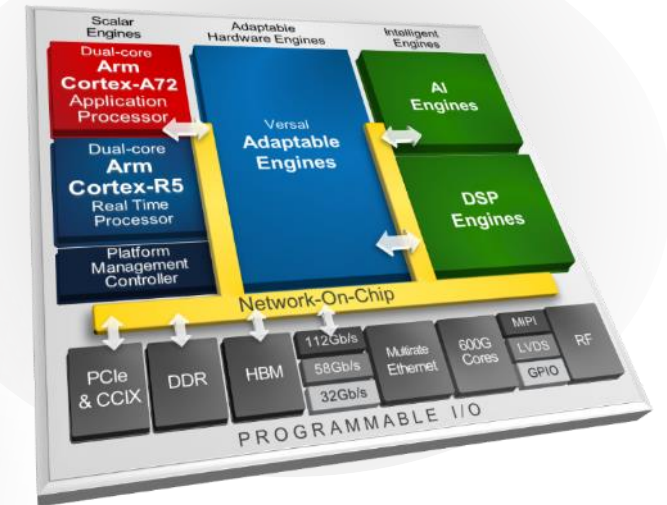 Scalar
Engines
Adaptable
Hardware Engines
Intelligent
Engines
Dual-core
Arm
Cortex-A72
Application
Processor
Dual-core
Arm
Cortex-R5
Real Time
Processor
Platform
Management
Controller
Versal
Adaptable
Engines
AI
Engines
DSP
Engines
Network-On-Chip
PCIe
& CCIX
DDR
HBM
112Gb/s
58Gb/s
32Gb/s
Multirate
Ethernet
600G
Cores
MIPI
LVDS
GPIO
RF
PROGRAMMABLE I/O